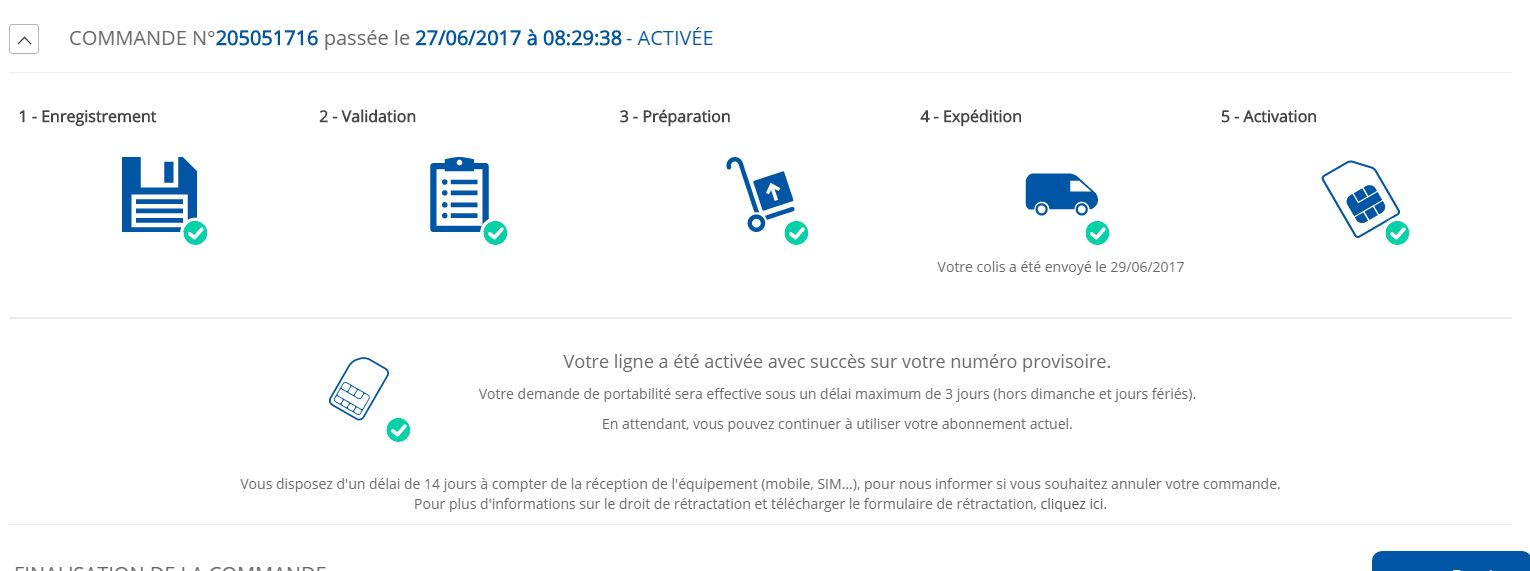 COMMANDE N°205051716 passée le 27/06/2017 à 08:29:38 - ACTIVÉE
1 - Enregistrement
2 - Validation
3 - Préparation
4 - Expédition
5 - Activation
Votre colis a été envoyé le 29/06/2017
Votre ligne a été activée avec succès sur votre numéro provisoire.
Votre demande de portabilité sera effective sous un délai maximum de 3 jours (hors dimanche et jours fériés).
En attendant, vous pouvez continuer à utiliser votre abonnement actuel.
Vous disposez d'un délai de 14 jours à compter de la réception de l'équipement (mobile, SIM...), pour nous informer si vous souhaitez annuler votre commande.
Pour plus d'informations sur le droit de rétractation et télécharger le formulaire de rétractation, cliquez ici.
FINALISATION DE LA COMMANDE